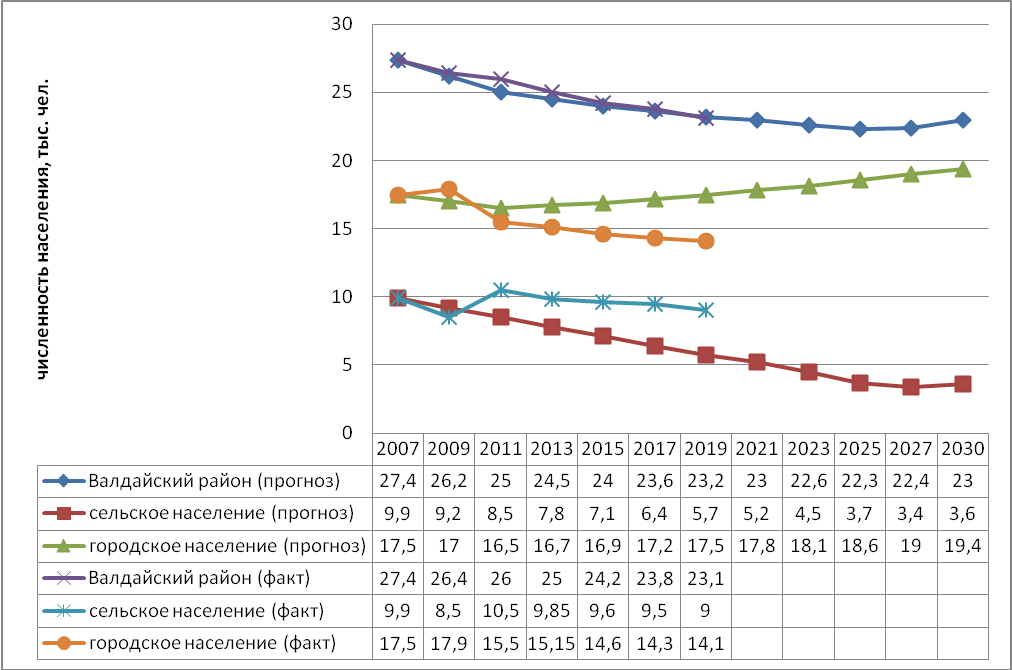 численность населения, тыс. чел.
30
25
20
15
10
5
0
2007 2009 2011 2013 2015 2017 2019 2021 2023 2025 2027 2030
Валдайский район (прогноз) 27,4 26,2 25 24,5 24 23,6 23,2 23 22,6 22,3 22,4 23
сельское население (прогноз) 9,9 9,2 8,5 7,8 7,1 6,4 5,7 5,2 4,5 3,7 3,4 3,6
городское население (прогноз) 17,5 17 16,5 16,7 16,9 17,2 17,5 17,8 18,1 18,6 19 19,4
Валдайский район (факт) 27,4 26,4 26 25 24,2 23,8 23,1
сельское население (факт) 9,9 8,5 10,5 9,85 9,6 9,5 9
городское население (факт) 17,5 17,9 15,5 15,15 14,6 14,3 14,1